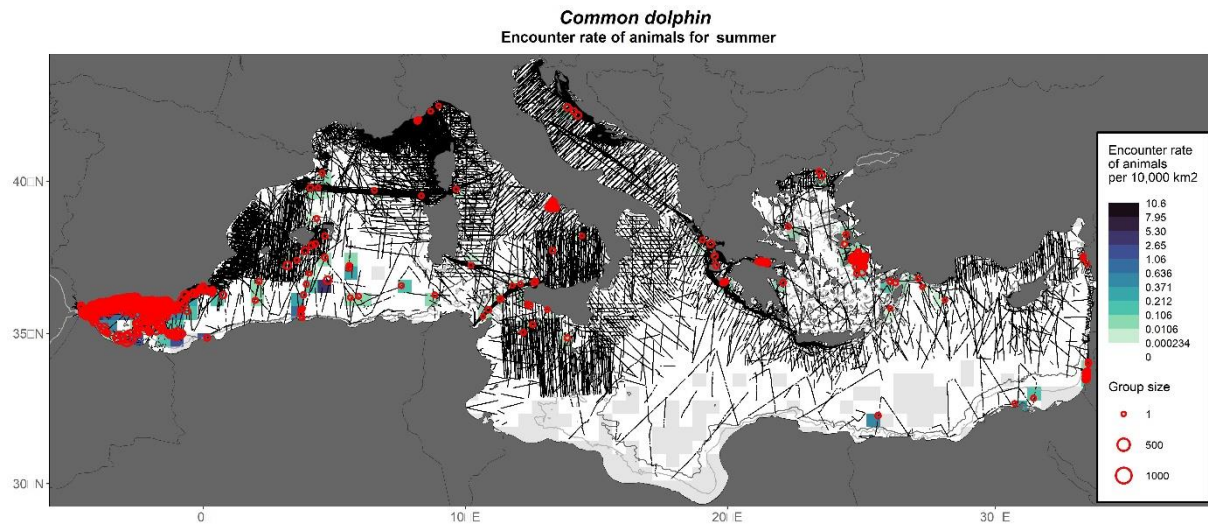 Common dolphin
Encounter rate of animals for summer
40□N
35□N
30□N
0
10□E
20□E
30□E
Encounter rate
of animals
per 10,000 km2
10.6
7.95
5.30
2.65
1.06
0.636
0.371
0.212
0.106
0.0106
0.000234
0
Group size
1
500
1000